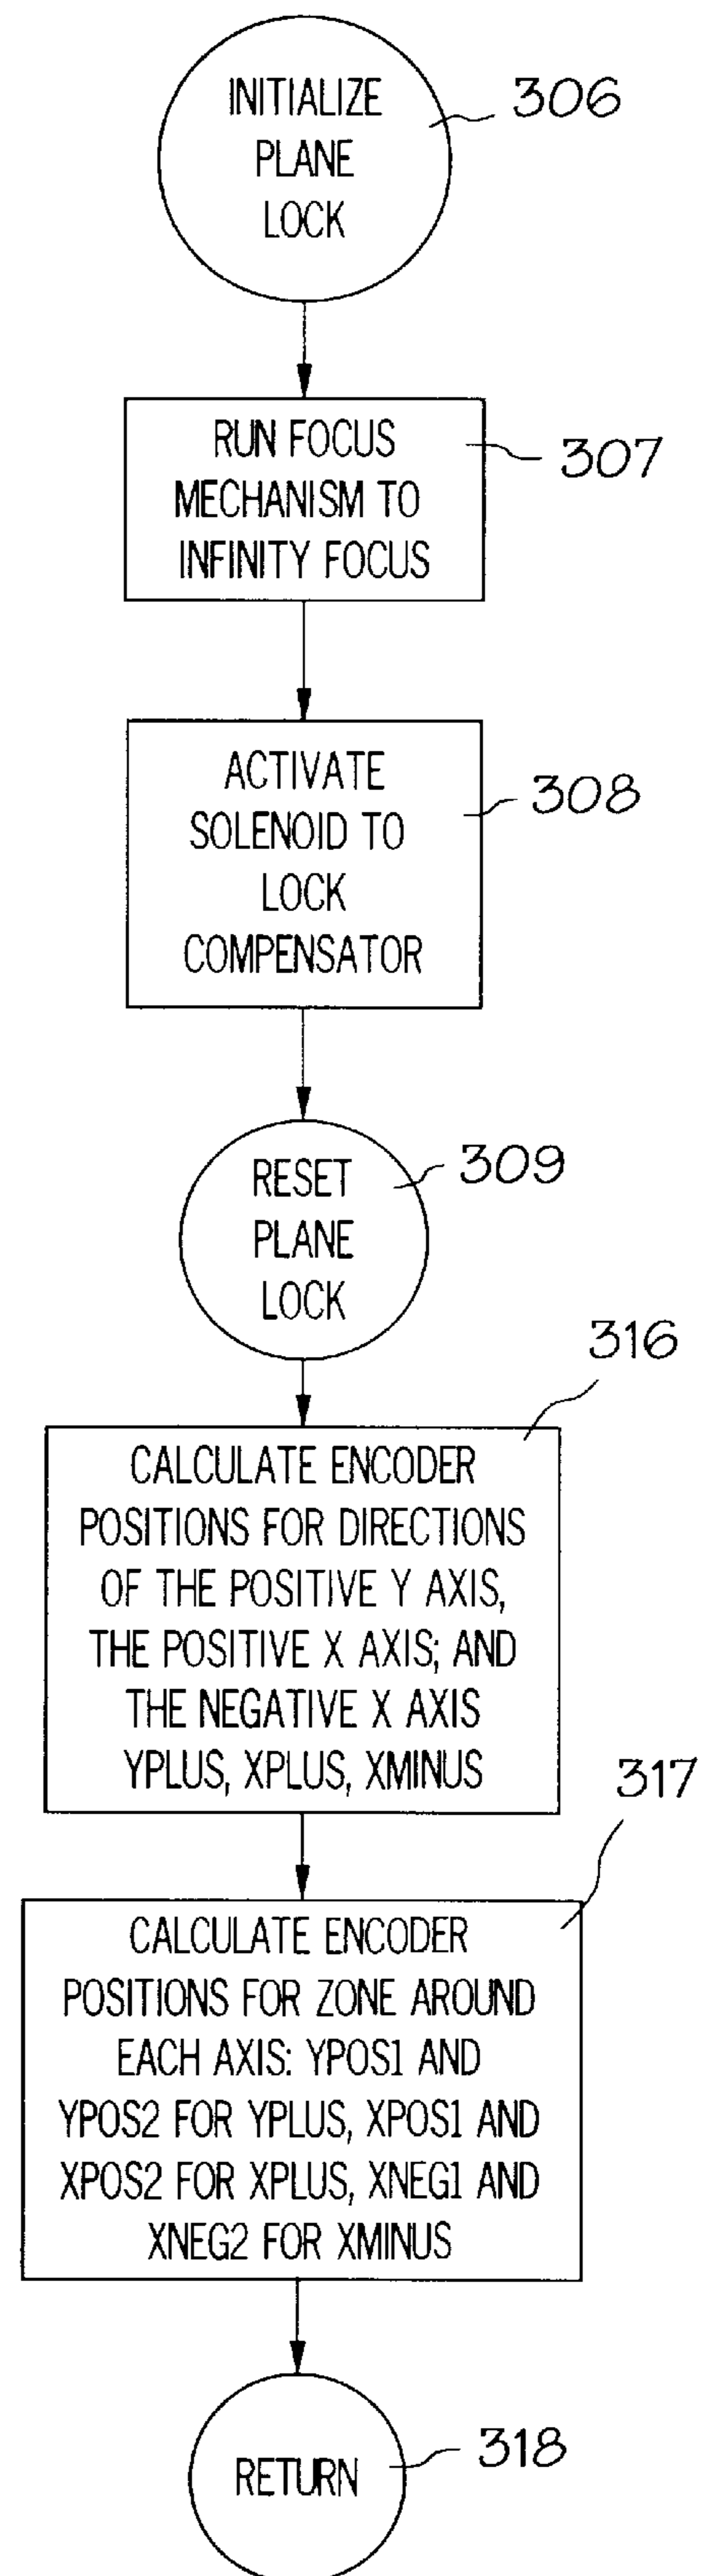 INITIALIZE
PLANE
LOCK
306
RUN FOCUS
MECHANISM TO
INFINITY FOCUS
307
ACTIVATE
SOLENOID TO
LOCK
COMPENSATOR
308
RESET
PLANE
LOCK
309
316
CALCULATE ENCODER
POSITIONS FOR DIRECTIONS
OF THE POSITIVE Y AXIS,
THE POSITIVE X AXIS; AND
THE NEGATIVE X AXIS
YPLUS, XPLUS, XMINUS
317
CALCULATE ENCODER
POSITIONS FOR ZONE AROUND
EACH AXIS: YPOS1 AND
YPOS2 FOR YPLUS, XPOS1 AND
XPOS2 FOR XPLUS, XNEG1 AND
XNEG2 FOR XMINUS
RETURN
318